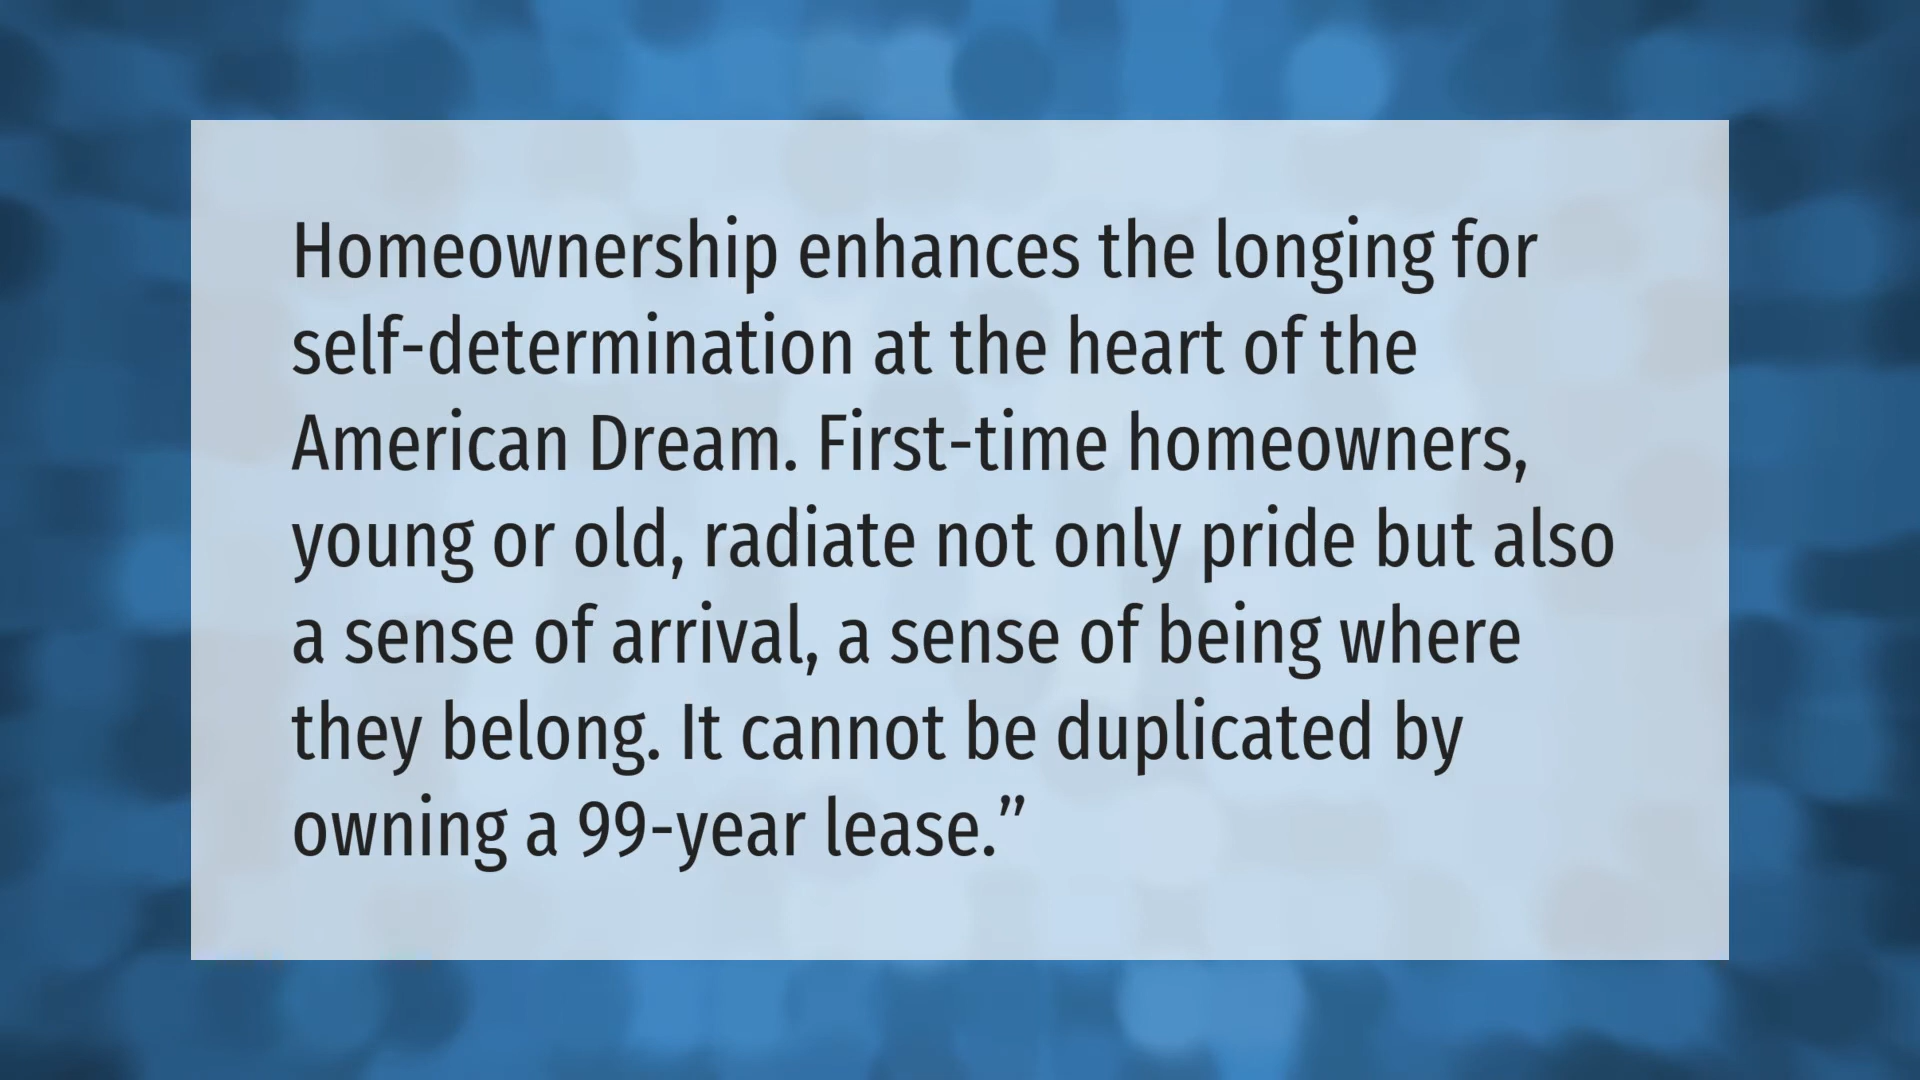 Homeownership enhances the longing for
self-determination at the heart of the
American Dream. First-time homeowners,
young or old, radiate not only pride but also
a sense of arrival, a sense of being where
they belong. It cannot be duplicated by
owning a 99-year lease.”